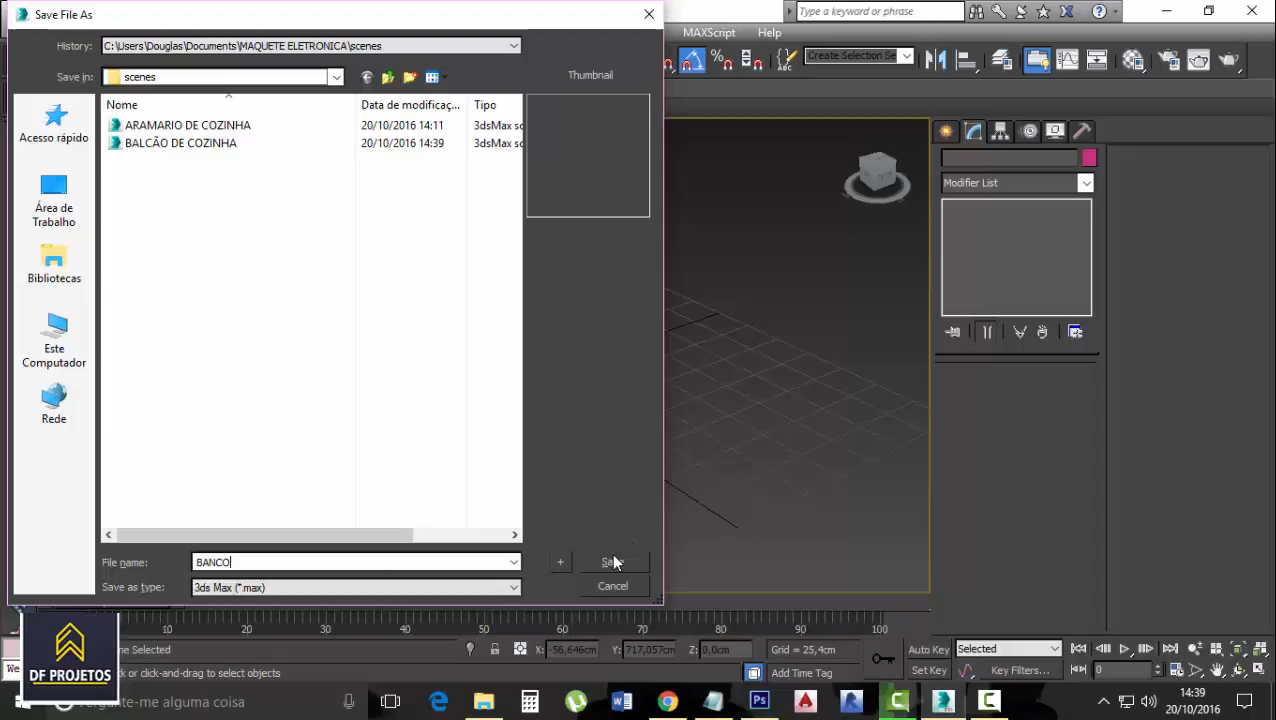 Save File As
Type a keyword or phrase
History:
C:\Users\Douglas\Documents\MAQUETE ELETRONICA\scenes
MAXScript
Help
Save in:
scenes
Thumbnail
Create Selection Se
Acesso rápido
Área de
Trabalho
Bibliotecas
Este
Computador
Rede
Nome
Data de modificaç...
Tipo
ARAMARIO DE COZINHA
20/10/2016 14:11
3dsMax sc
BALCÃO DE COZINHA
20/10/2016 14:39
3dsMax sc
Modifier List
File name:
BANCO
+
Save as type:
3ds Max (*.max)
Cancel
10
20
30
40
50
60
70
80
90
100
DF PROJETOS
ne Selected
X:
-56,646cm
Y:
717,057cm
Z:
0,0cm
Grid = 25,4cm
Auto Key
Selected
We
or click-and-drag to select objects
Add Time Tag
Set Key
Key Filters...
0
Pergunte-me alguma coisa
14:39
20/10/2016